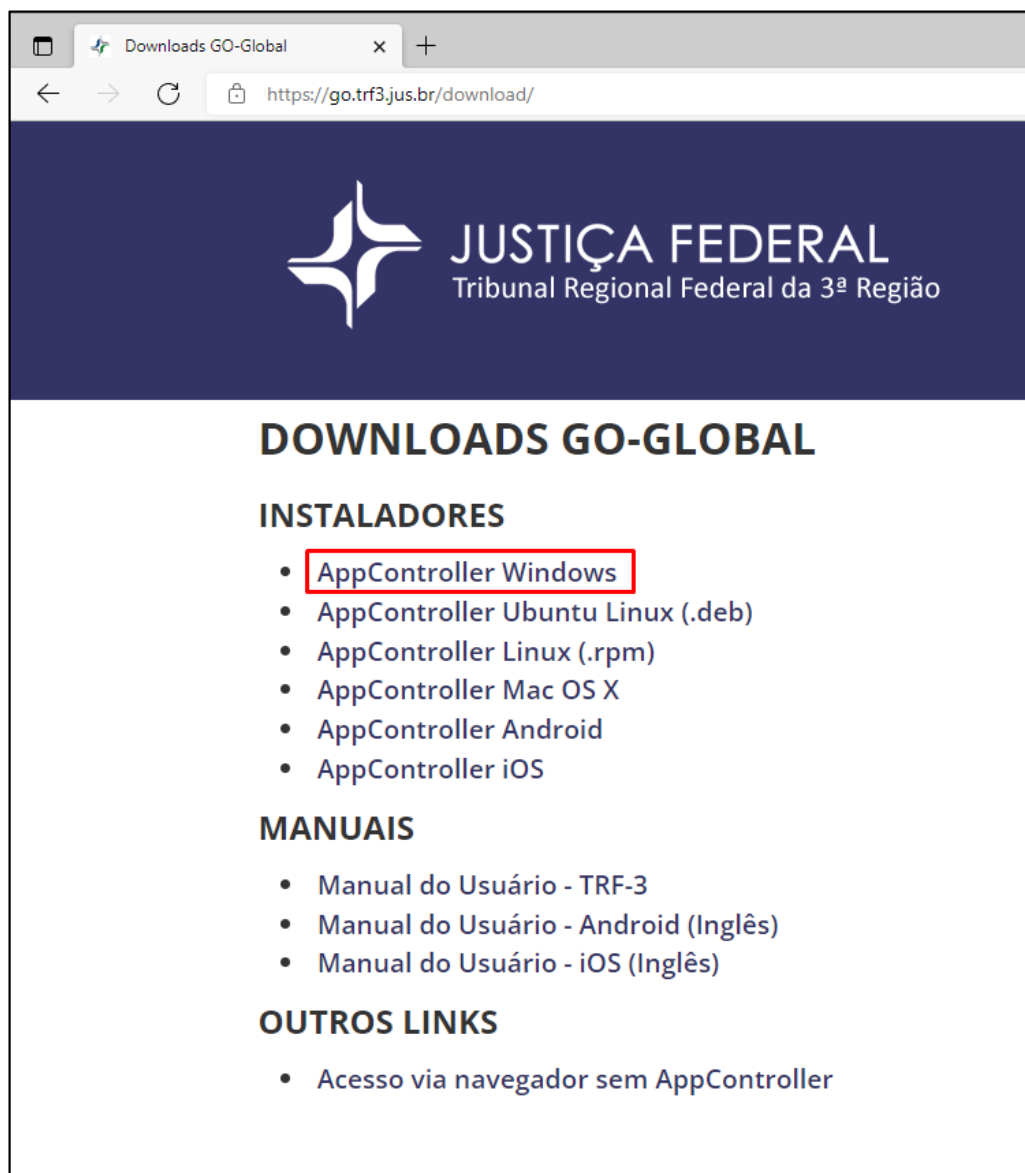 Downloads GO-Global
https://go.trf3.jus.br/download/
JUSTIÇA FEDERAL
Tribunal Regional Federal da 3ª Região
DOWNLOADS GO-GLOBAL
INSTALADORES
• AppController Windows
• AppController Ubuntu Linux (.deb)
• AppController Linux (.rpm)
• AppController Mac OS X
• AppController Android
• AppController iOS
MANUAIS
• Manual do Usuário - TRF-3
• Manual do Usuário - Android (Inglês)
• Manual do Usuário - iOS (Inglês)
OUTROS LINKS
• Acesso via navegador sem AppController